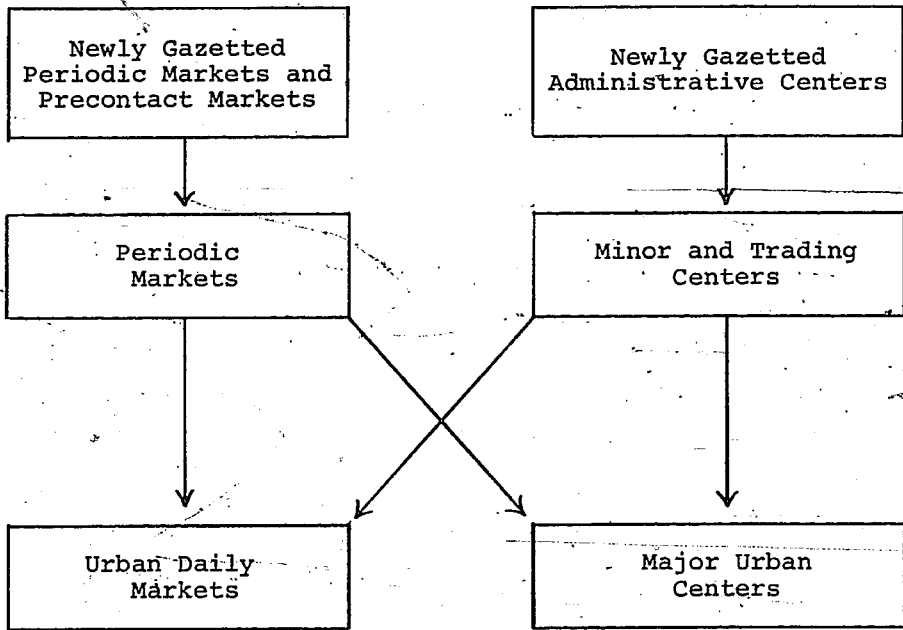 Newly Gazetted
Periodic Markets and
Precontact Markets
Newly Gazetted
Administrative Centers
Periodic
Markets
Minor and Trading
Centers
Urban Daily
Markets
Major Urban
Centers